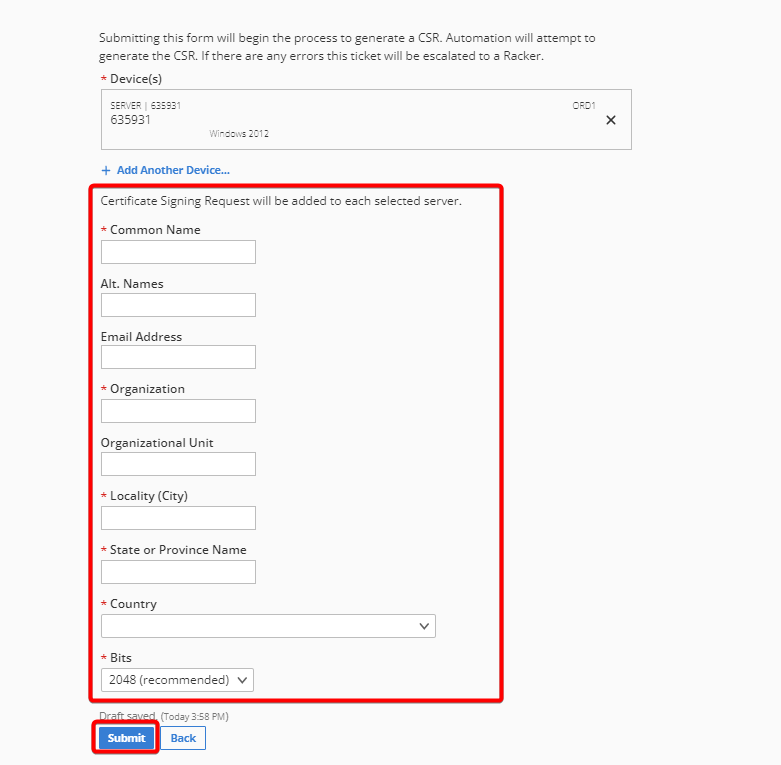 Submitting this form will begin the process to generate a CSR. Automation will attempt to
generate the CSR. If there are any errors this ticket will be escalated to a Racker.
* Device(s)
SERVER | 635931 ORD1
635931
Windows 2012
+ Add Another Device...
Certificate Signing Request will be added to each selected server.
* Common Name
Alt. Names
Email Address
* Organization
Organizational Unit
* Locality (City)
* State or Province Name
* Country
* Bits
2048 (recommended)
Draft saved. (Today 3:58 PM)
Submit Back